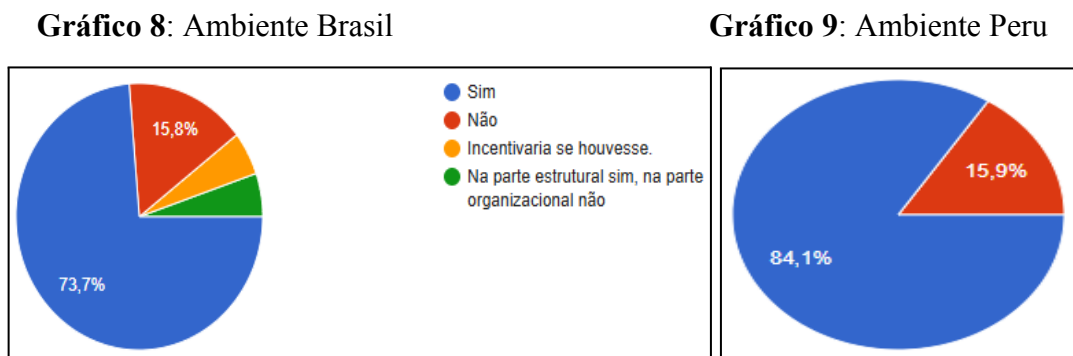 Gráfico 8: Ambiente Brasil
Gráfico 9: Ambiente Peru
15,8%
73,7%
Sim
Não
Incentivaria se houvesse.
Na parte estrutural sim, na parte
organizacional não
15,9%
84,1%